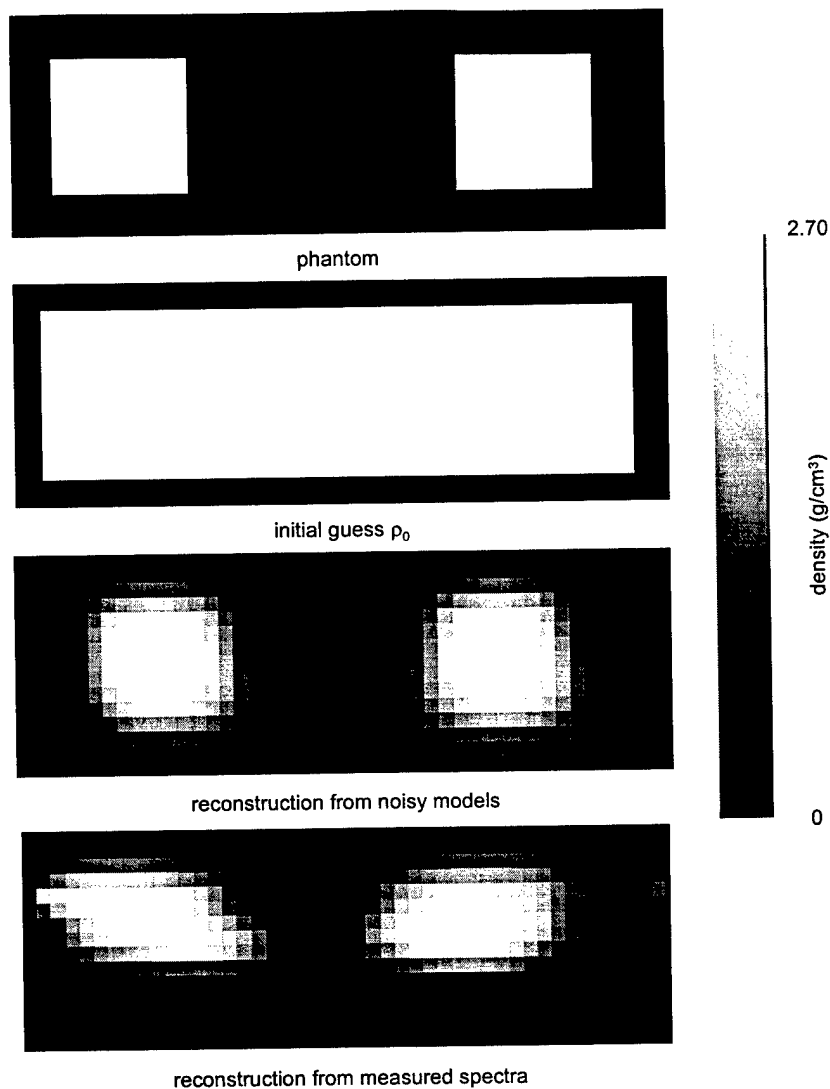 phantom
2.70
initial guess ρ₀
density (g/cm³)
reconstruction from noisy models
0
reconstruction from measured spectra